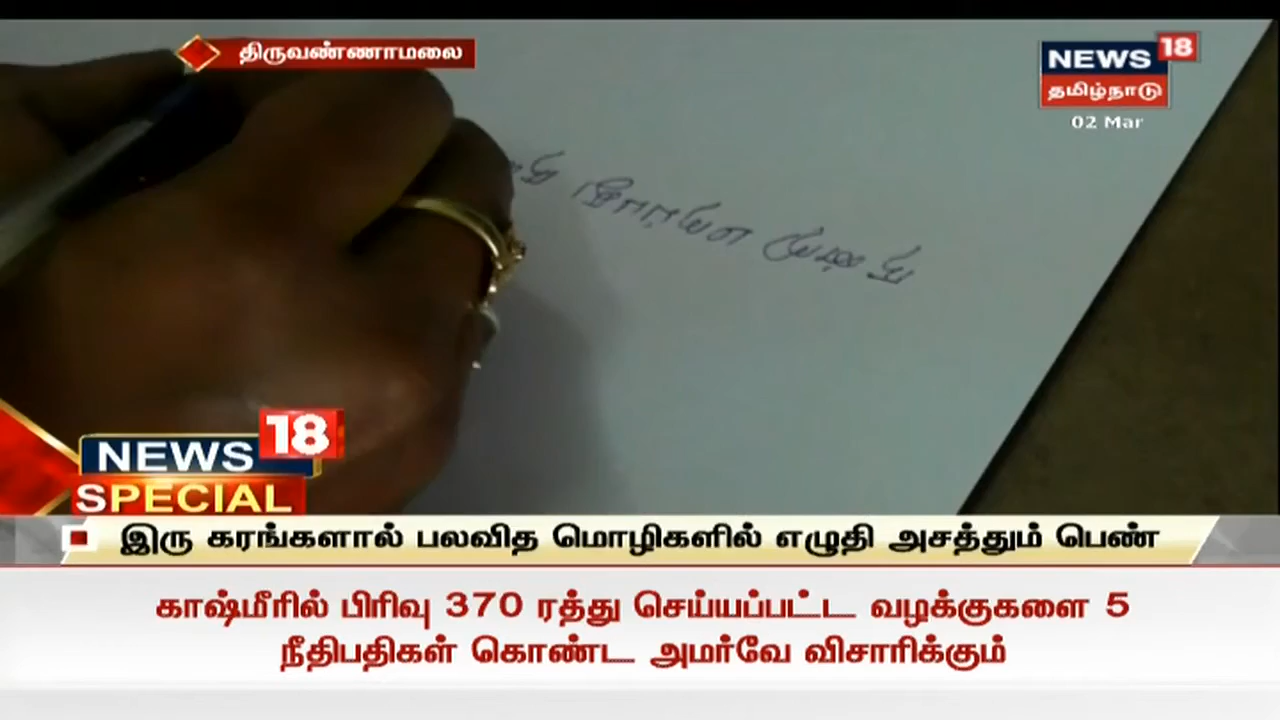 திருவண்ணாமலை
NEWS 18
தமிழ்நாடு
02 Mar
NEWS 18
SPECIAL
இரு கரங்களால் பலவித மொழிகளில் எழுதி அசத்தும் பெண்
காஷ்மீரில் பிரிவு 370 ரத்து செய்யப்பட்ட வழக்குகளை 5
நீதிபதிகள் கொண்ட அமர்வே விசாரிக்கும்